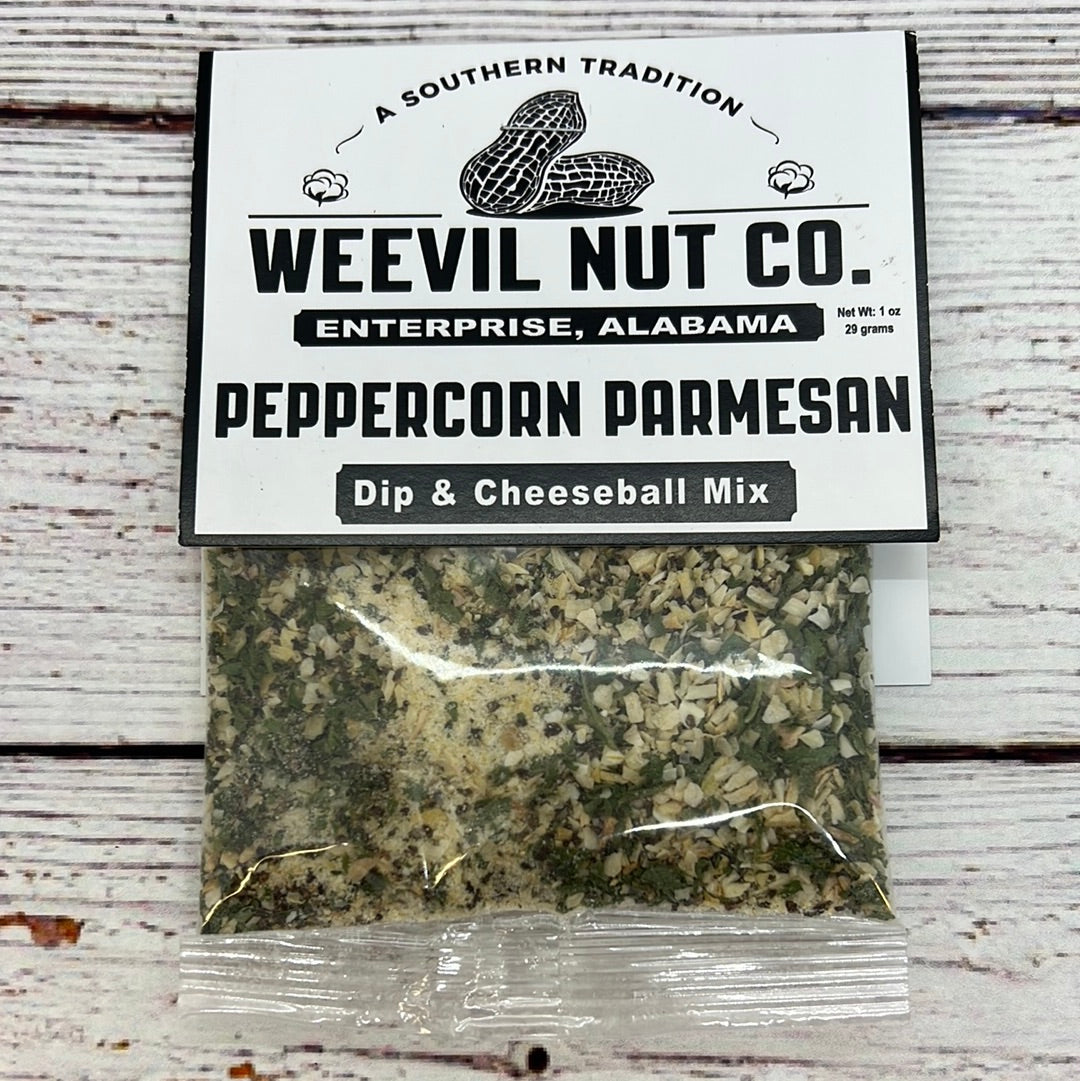 A SOUTHERN TRADITION
WEEVIL NUT CO.
ENTERPRISE, ALABAMA
Net Wt: 1 oz
29 grams
PEPPERCORN PARMESAN
Dip & Cheeseball Mix